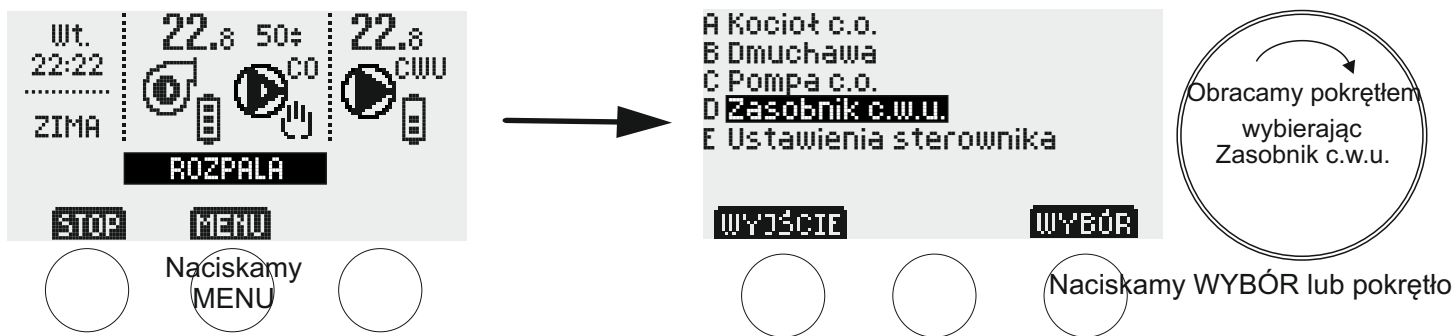 Wt.
22:22
ZIMA
22.8 50
CO
22.8
CWU
ROZPALA
STOP MENU
Naciskamy
MENU
A Kocioł c.o.
B Dmuchawa
C Pompa c.o.
D Zasobnik c.w.u.
E Ustawienia sterownika
WYJŚCIE WYBÓR
Obracamy pokrętłem
wybierając
Zasobnik c.w.u.
Naciskamy WYBÓR lub pokrętło